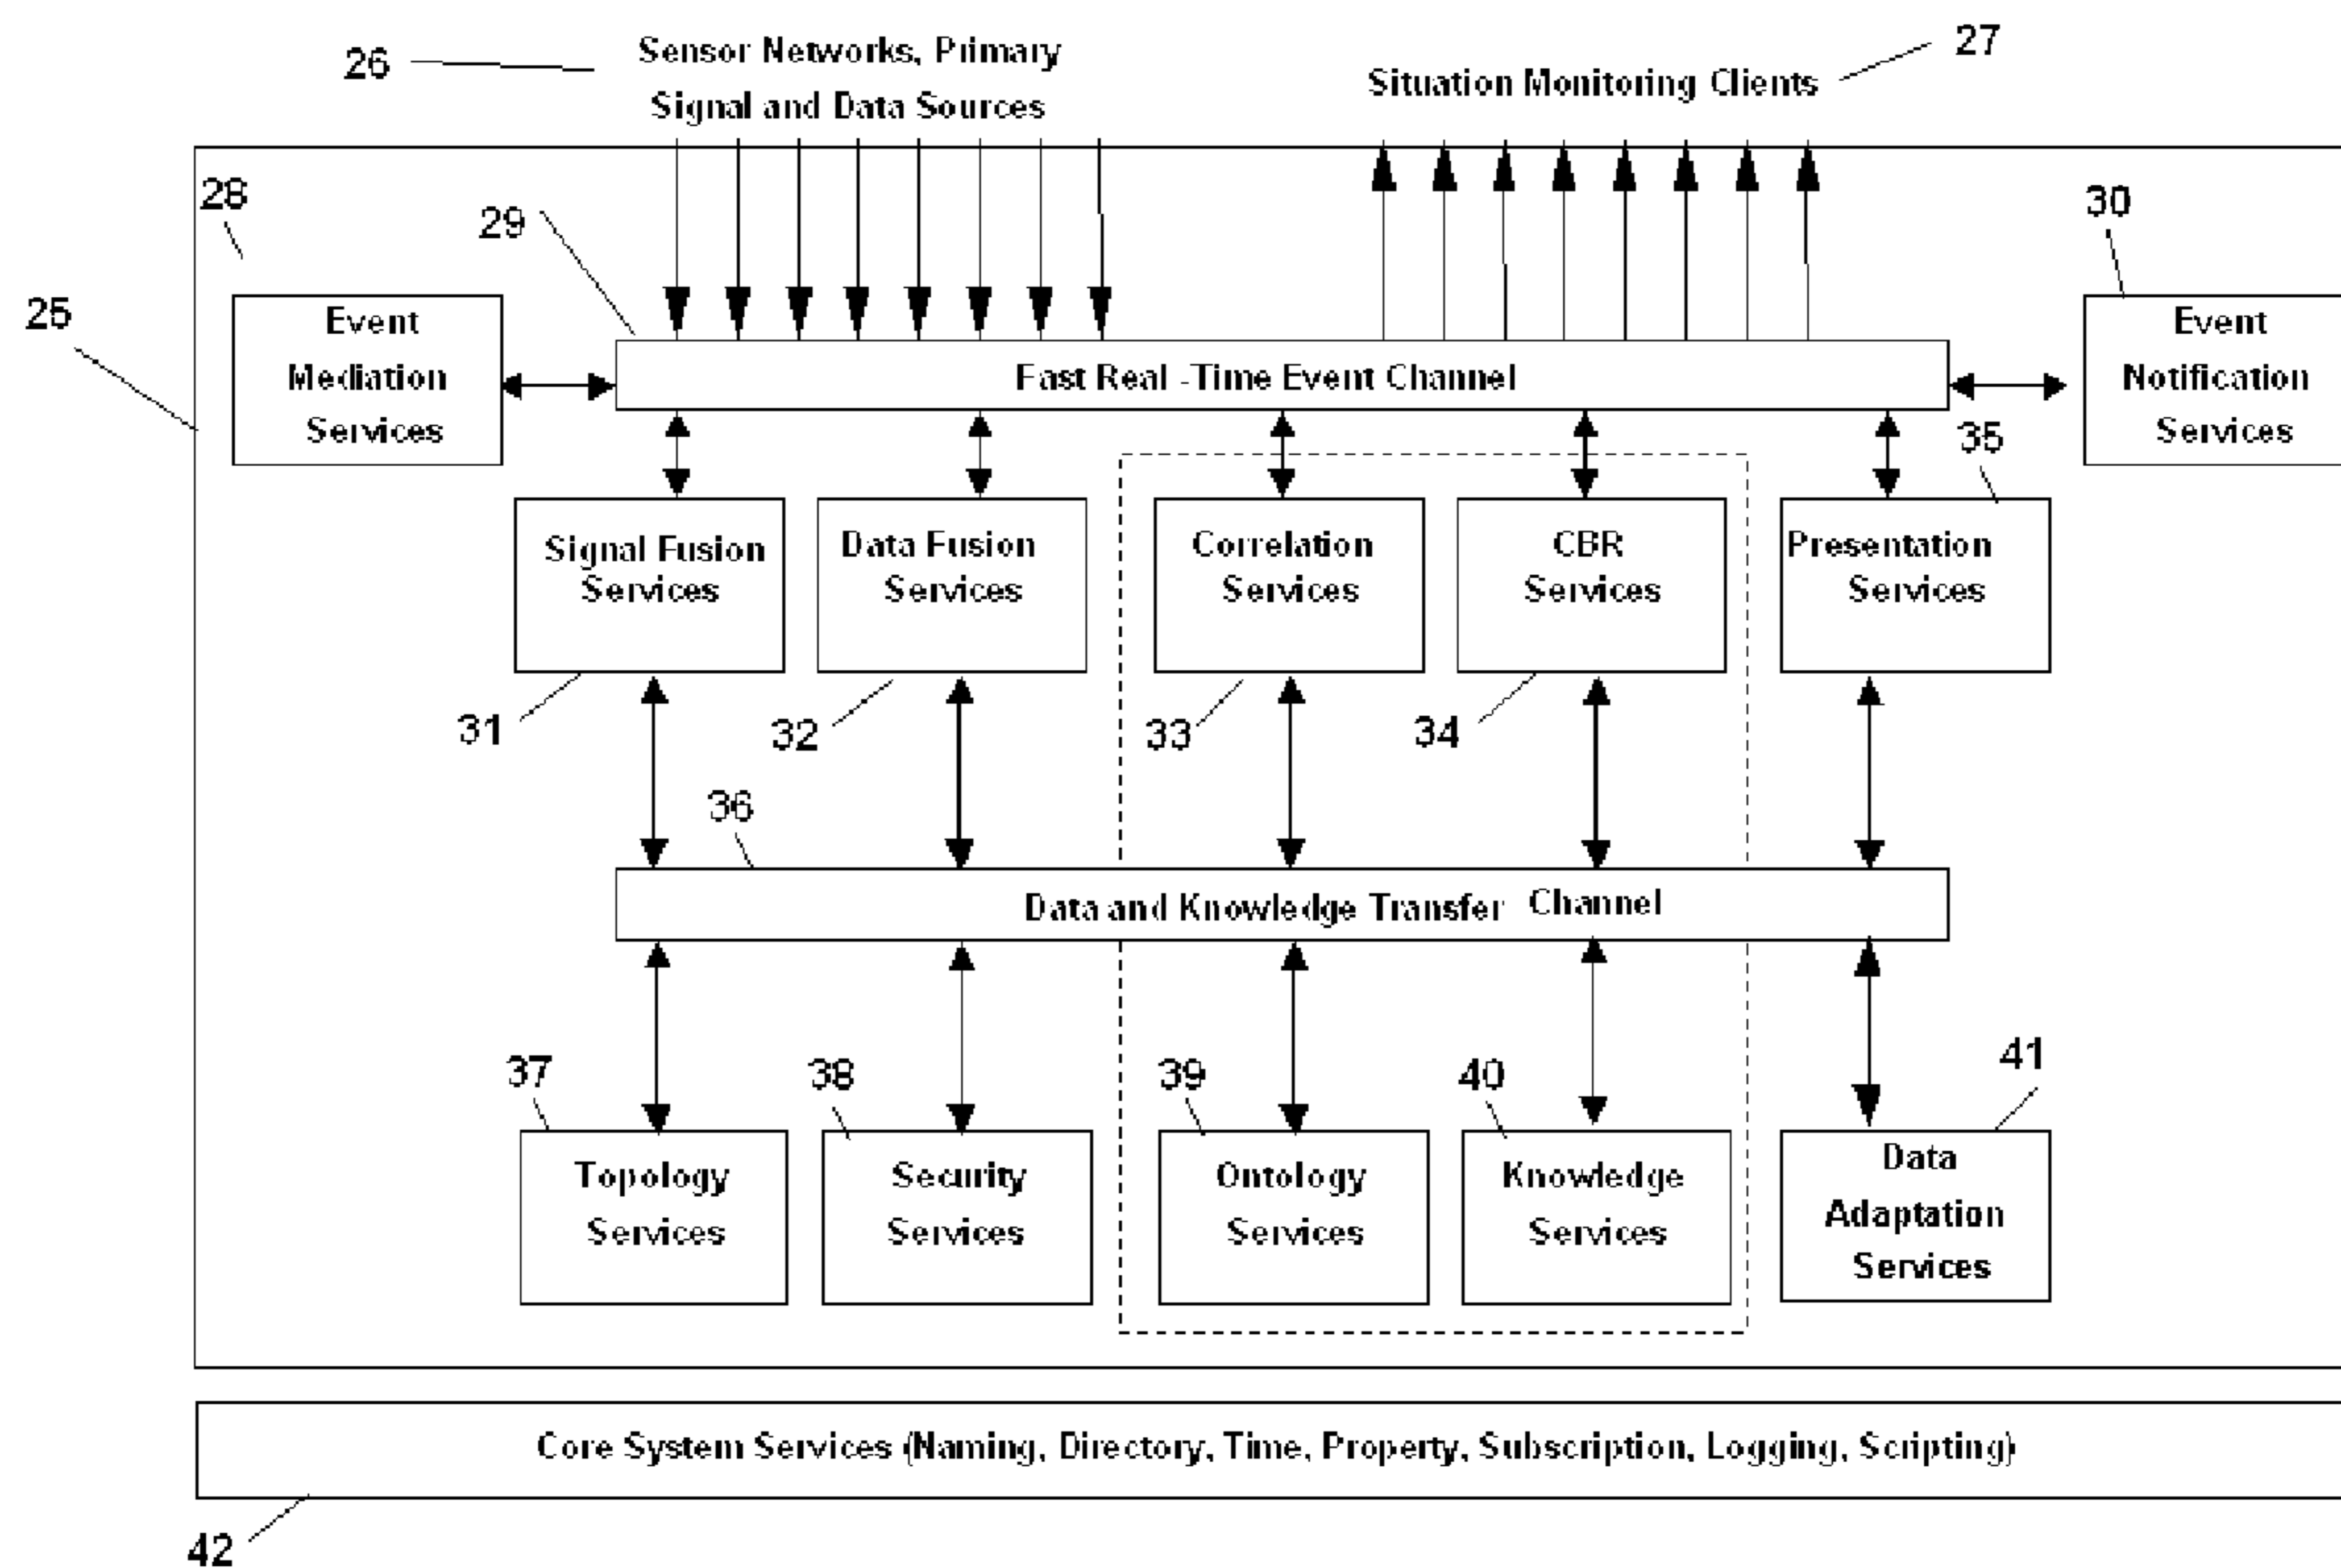 26
Sensor Networks, Primary
Signal and Data Sources
Situation Monitoring Clients
27
28
29
30
25
Event
Mediation
Services
Fast Real -Time Event Channel
Event
Notification
Services
35
Signal Fusion
Services
Data Fusion
Services
Correlation
Services
CBR
Services
Presentation
Services
31
32
33
34
36
Data and Knowledge Transfer Channel
37
38
39
40
41
Topology
Services
Security
Services
Ontology
Services
Knowledge
Services
Data
Adaptation
Services
Core System Services (Naming, Directory, Time, Property, Subscription, Logging, Scripting)
42